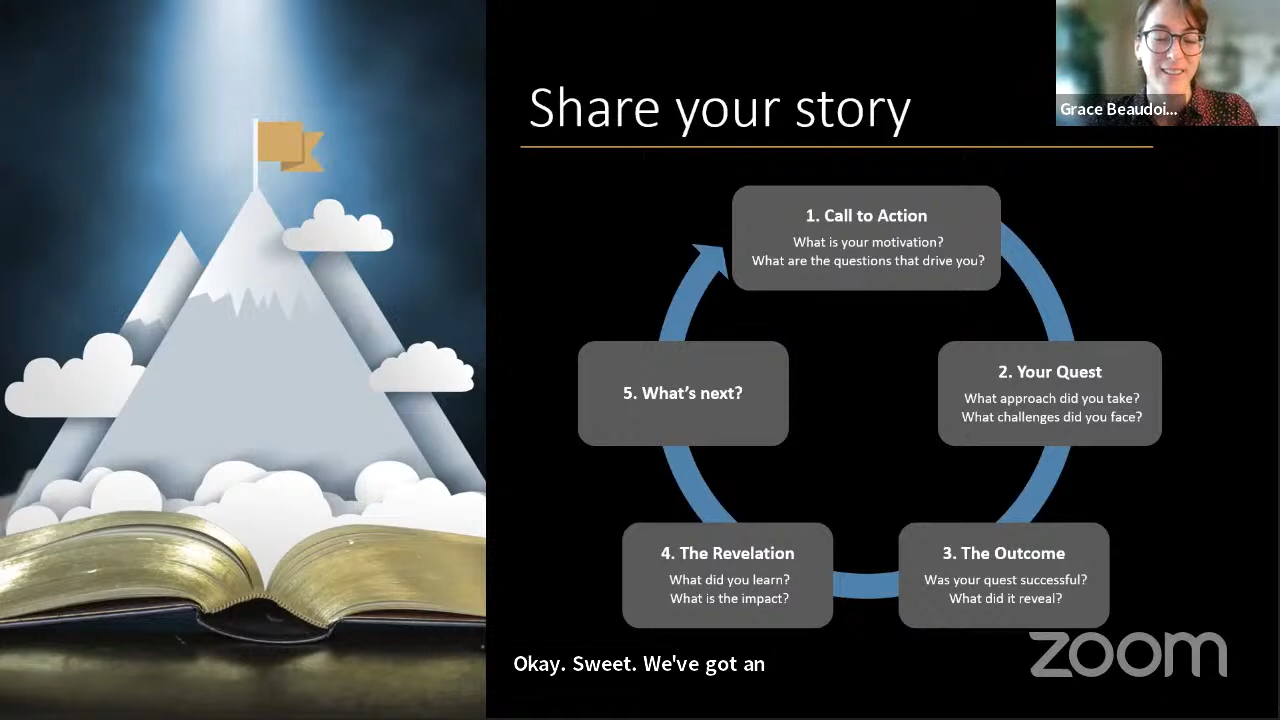 Share your story
Grace Beaudoi...
1. Call to Action
What is your motivation?
What are the questions that drive you?
2. Your Quest
What approach did you take?
What challenges did you face?
3. The Outcome
Was your quest successful?
What did it reveal?
4. The Revelation
What did you learn?
What is the impact?
5. What's next?
Okay. Sweet. We've got an
zoom